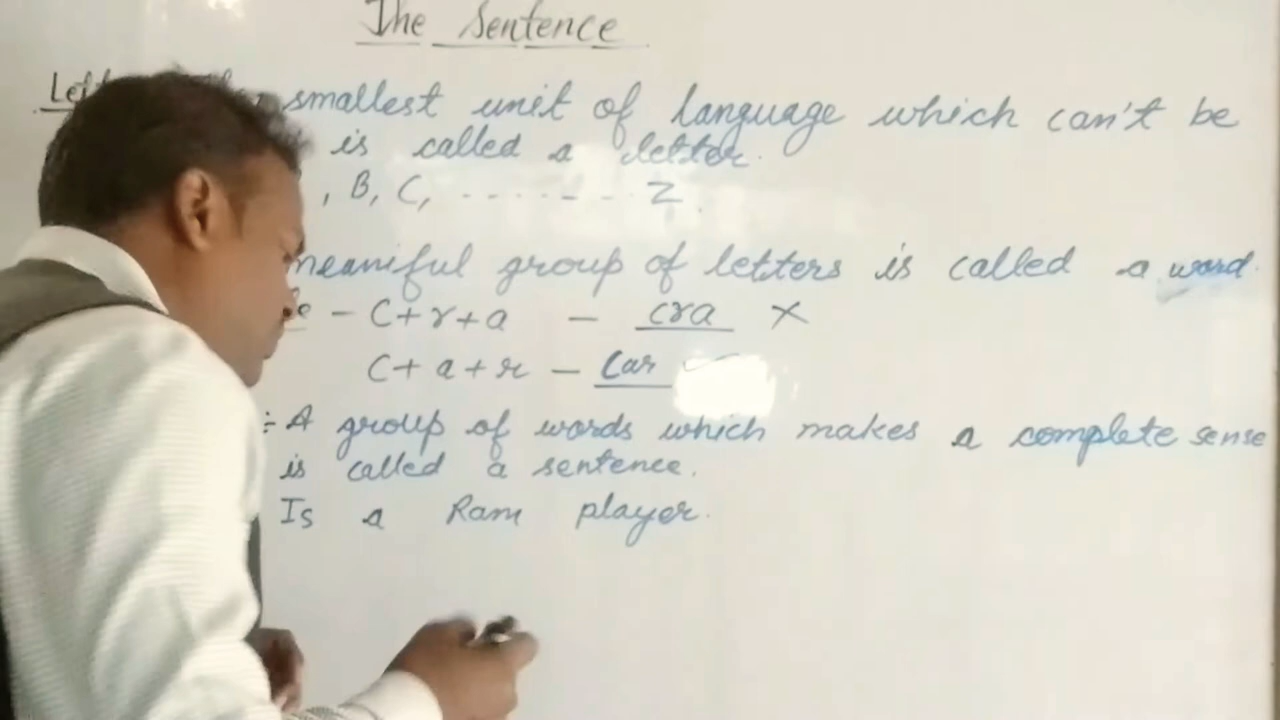 The Sentence
smallest unit of language which can't be
is called a letter.
, B, C, ------- Z.
meaniful group of letters is called a word.
- C+r+a - cra ×
C+a+r - Car
:- A group of words which makes a complete sense
is called a sentence.
Is a Ram player.